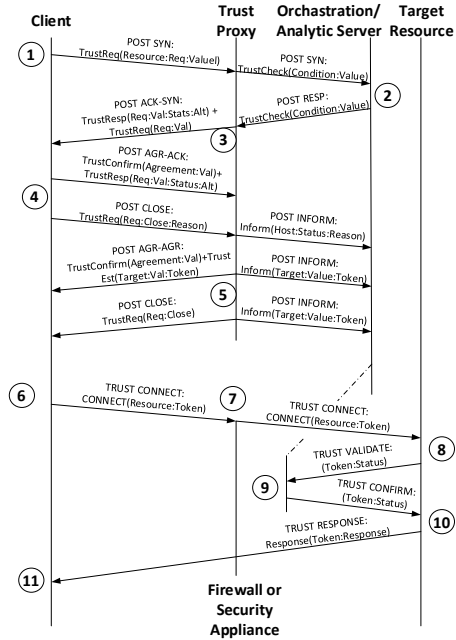 Client
Trust
Proxy
Orchastration/
Analytic Server
Target
Resource
1
POST SYN:
TrustReq(Resource:Req:Valuel)
POST SYN:
TrustCheck(Condition:Value)
2
POST RESP:
TrustCheck(Condition:Value)
POST ACK-SYN:
TrustResp(Req:Val:Stats:Alt) +
TrustReq(Req:Val)
3
POST AGR-ACK:
TrustConfirm(Agreement:Val)+
TrustResp(Req:Val:Status:Alt)
4
POST CLOSE:
TrustReq(Req:Close:Reason)
POST INFORM:
Inform(Host:Status:Reason)
POST AGR-AGR:
TrustConfirm(Agreement:Val)+Trust
Est(Target:Val:Token)
POST INFORM:
Inform(Target:Value:Token)
5
POST CLOSE:
TrustReq(Req:Close)
POST INFORM:
Inform(Target:Value:Token)
6
TRUST CONNECT:
CONNECT(Resource:Token)
7
TRUST CONNECT:
CONNECT(Resource:Token)
8
TRUST VALIDATE:
(Token:Status)
9
TRUST CONFIRM:
(Token:Status)
10
TRUST RESPONSE:
Response(Token:Response)
11
Firewall or
Security
Appliance